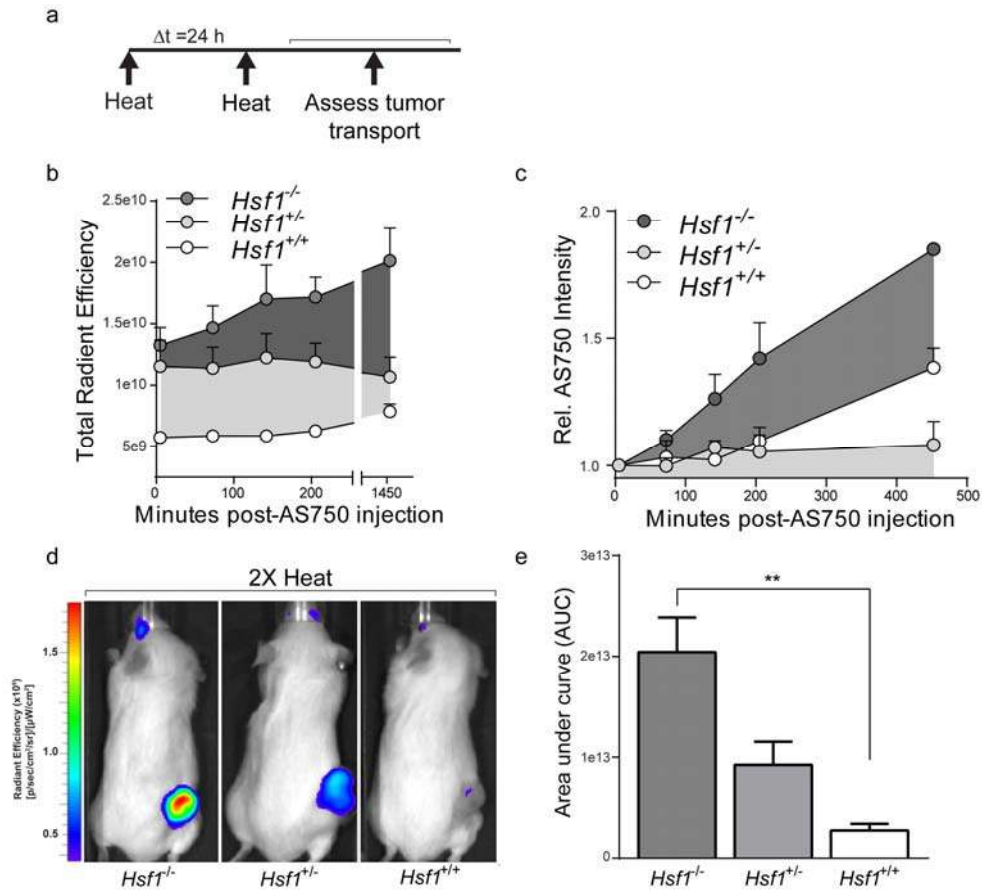 a
Δt =24 h
Heat
Heat
Assess tumor
transport
b
Total Radient Efficiency
2.5e10
2e10
1.5e10
1e10
5e9
Hsf1-/-
Hsf1+/-
Hsf1+/+
0
100
200
1450
Minutes post-AS750 injection
c
Rel. AS750 Intensity
2.0
1.5
1.0
Hsf1-/-
Hsf1+/-
Hsf1+/+
0
100
200
300
400
500
Minutes post-AS750 injection
d
2X Heat
Radiant Efficiency (x10⁹)
[p/sec/cm²/sr]/[µW/cm²]
1.5
1.0
0.5
Hsf1-/-
Hsf1+/-
Hsf1+/+
e
Area under curve (AUC)
3e13
2e13
1e13
0
**
Hsf1-/-
Hsf1+/-
Hsf1+/+